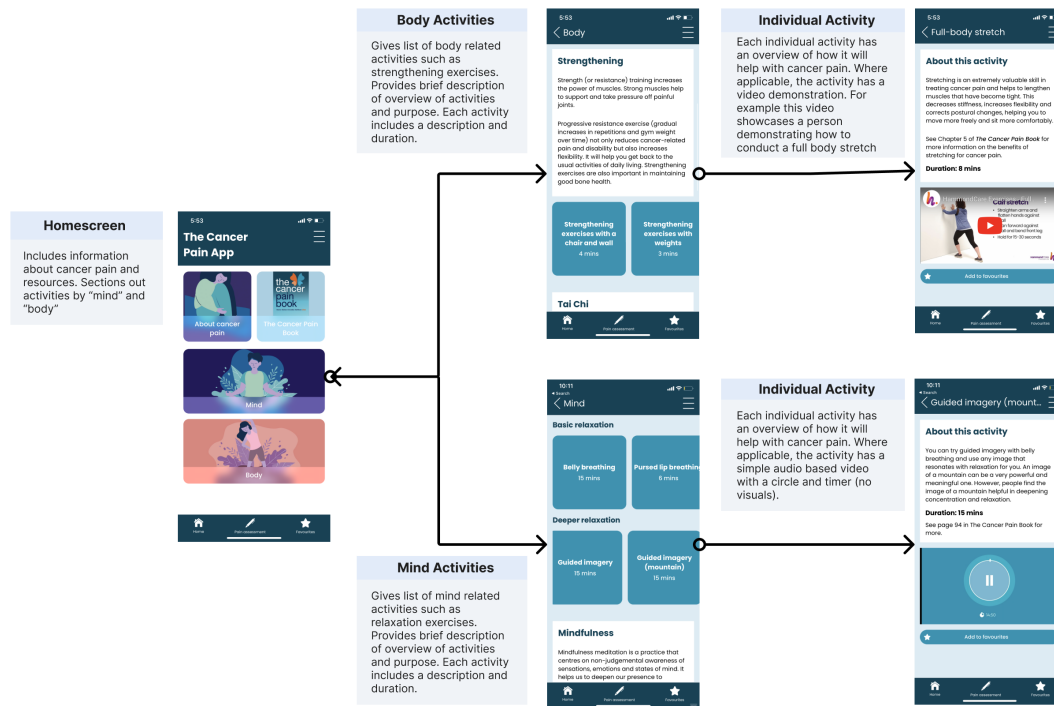 Homescreen
Includes information
about cancer pain and
resources. Sections out
activities by “mind” and
“body”
5:53
The Cancer
Pain App
the
cancer
pain
book
About cancer
pain
The Cancer Pain
Book
Mind
Body
Home
Pain assessment
Favourites
Body Activities
Gives list of body related
activities such as
strengthening exercises.
Provides brief description
of overview of activities
and purpose. Each activity
includes a description and
duration.
5:53
Body
Strengthening
Strength (or resistance) training increases
the power of muscles. Strong muscles help
to support and take pressure off painful
joints.
Progressive resistance exercise (gradual
increases in repetitions and gym weight
over time) not only reduces cancer-related
pain and disability but also increases
flexibility. It will help you get back to the
usual activities of daily living. Strengthening
exercises are also important in maintaining
good bone health.
Strengthening
exercises with a
chair and wall
4 mins
Strengthening
exercises with
weights
3 mins
Tai Chi
Home
Pain assessment
Favourites
Individual Activity
Each individual activity has
an overview of how it will
help with cancer pain. Where
applicable, the activity has a
video demonstration. For
example this video
showcases a person
demonstrating how to
conduct a full body stretch
5:53
Full-body stretch
About this activity
Stretching is an extremely valuable skill in
treating cancer pain and helps to lengthen
muscles that have become tight. This
decreases stiffness, increases flexibility and
corrects postural changes, helping you to
move more freely and sit more comfortably.
See Chapter 5 of The Cancer Pain Book for
more information on the benefits of
stretching for cancer pain.
Duration: 8 mins
Calf stretch
Straighten arms and
flatten hands against
forward against
and bend front leg
Hold for 15-30 seconds
Add to favourites
Home
Pain assessment
Favourites
Mind Activities
Gives list of mind related
activities such as
relaxation exercises.
Provides brief description
of overview of activities
and purpose. Each activity
includes a description and
duration.
10:11
Search
Mind
Basic relaxation
Belly breathing
15 mins
Pursed lip breathing
6 mins
Deeper relaxation
Guided imagery
15 mins
Guided imagery
(mountain)
15 mins
Mindfulness
Mindfulness meditation is a practice that
centres on non-judgemental awareness of
sensations, emotions and states of mind. It
helps us to deepen our presence to
Home
Pain assessment
Favourites
Individual Activity
Each individual activity has
an overview of how it will
help with cancer pain. Where
applicable, the activity has a
simple audio based video
with a circle and timer (no
visuals).
10:11
Search
Guided imagery (mount...
About this activity
You can try guided imagery with belly
breathing and use any image that
resonates with relaxation for you. An image
of a mountain can be a very powerful and
meaningful one. However, people find the
image of a mountain helpful in deepening
concentration and relaxation.
Duration: 15 mins
See page 94 in The Cancer Pain Book for
more.
Add to favourites
Home
Pain assessment
Favourites